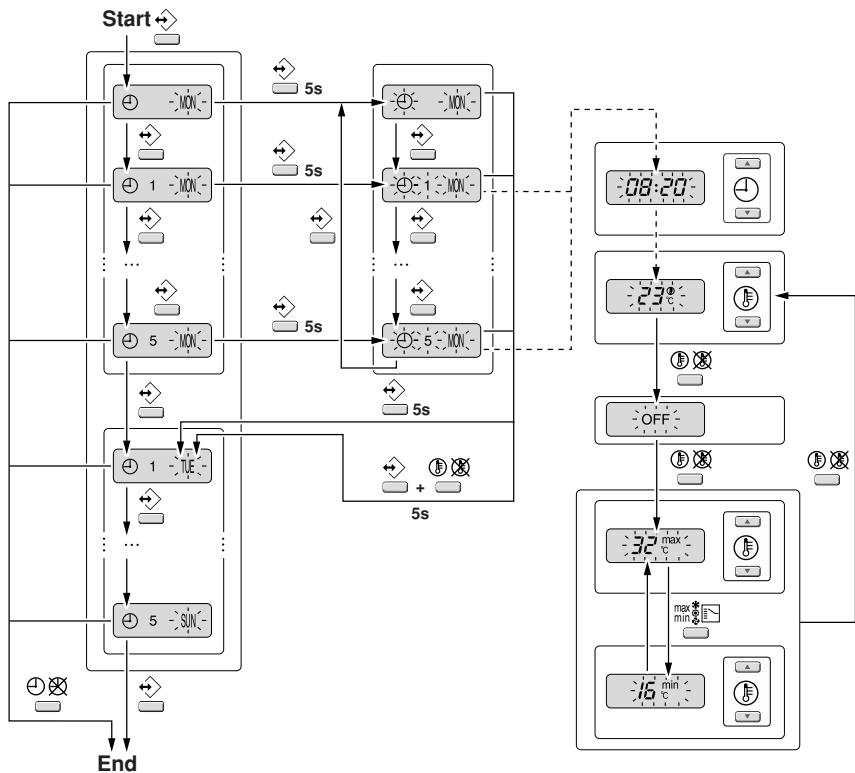 Start
MON
5s
MON
1 MON
5s
1 MON
...
...
08:20
5 MON
5s
5 MON
23 °C
5s
OFF
1 TUE
+
5s
...
32 max °C
max
min
5 SUN
16 min °C
End